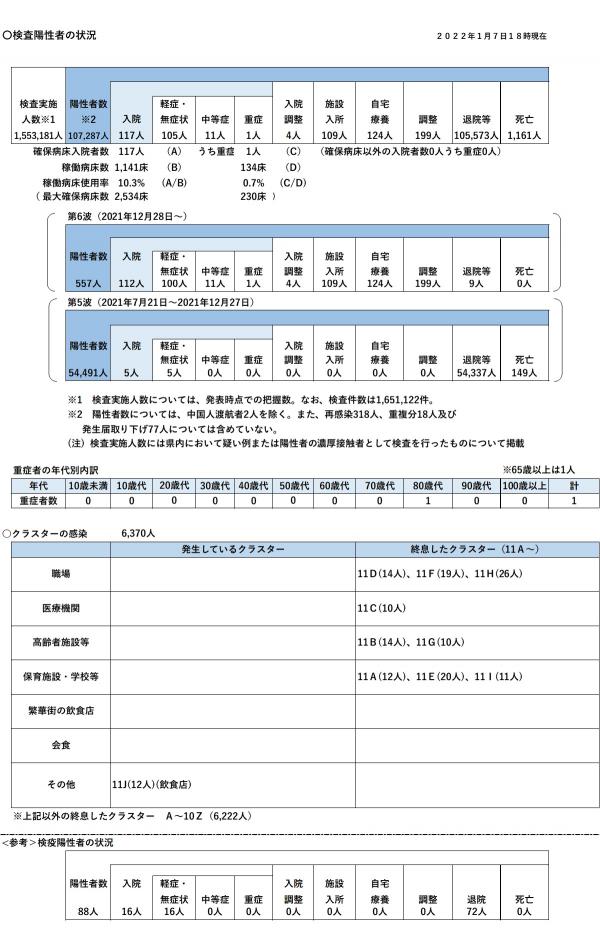 〇検査陽性者の状況 2022年1月7日18時現在
検査実施 陽性者数 入院 軽症・ 中等症 重症 入院 施設 自宅 調整 退院等 死亡
人数※1 ※2 無症状 調整 入所 療養
1,553,181人 107,287人 117人 105人 11人 1人 4人 109人 124人 199人 105,573人 1,161人
確保病床入院者数 117人 (A) うち重症 1人 (C) (確保病床以外の入院者数0人うち重症0人)
稼働病床数 1,141床 (B) 134床 (D)
稼働病床使用率 10.3% (A/B) 0.7% (C/D)
(最大確保病床数 2,534床 230床 )
第6波(2021年12月28日～)
陽性者数 入院 軽症・ 中等症 重症 入院 施設 自宅 調整 退院等 死亡
無症状 調整 入所 療養
557人 112人 100人 11人 1人 4人 109人 124人 199人 9人 0人
第5波(2021年7月21日～2021年12月27日)
陽性者数 入院 軽症・ 中等症 重症 入院 施設 自宅 調整 退院等 死亡
無症状 調整 入所 療養
54,491人 5人 5人 0人 0人 0人 0人 0人 0人 54,337人 149人
※1 検査実施人数については、発表時点での把握数。なお、検査件数は1,651,122件。
※2 陽性者数については、中国人渡航者2人を除く。また、再感染318人、重複分18人及び
発生届取り下げ77人については含めていない。
(注) 検査実施人数には県内において疑い例または陽性者の濃厚接触者として検査を行ったものについて掲載
重症者の年代別内訳 ※65歳以上は1人
年代 10歳未満 10歳代 20歳代 30歳代 40歳代 50歳代 60歳代 70歳代 80歳代 90歳代 100歳以上 計
重症者数 0 0 0 0 0 0 0 0 1 0 0 1
〇クラスターの感染 6,370人
発生しているクラスター 終息したクラスター(11A～)
職場 11D(14人)、11F(19人)、11H(26人)
医療機関 11C(10人)
高齢者施設等 11B(14人)、11G(10人)
保育施設・学校等 11A(12人)、11E(20人)、11I(11人)
繁華街の飲食店
会食
その他 11J(12人)(飲食店)
※上記以外の終息したクラスター A～10Z(6,222人)
<参考>検疫陽性者の状況
陽性者数 入院 軽症・ 中等症 重症 入院 施設 自宅 調整 退院 死亡
無症状 調整 入所 療養
88人 16人 16人 0人 0人 0人 0人 0人 0人 72人 0人